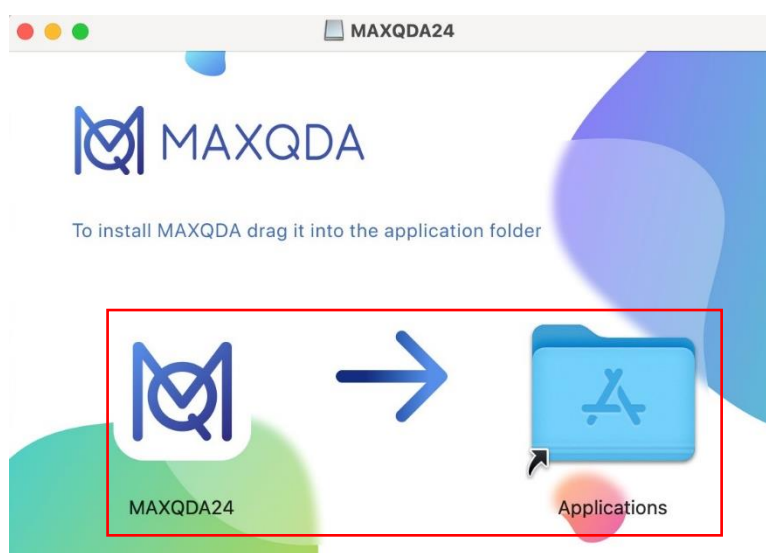 MAXQDA24
MAXQDA
To install MAXQDA drag it into the application folder
MAXQDA24
Applications